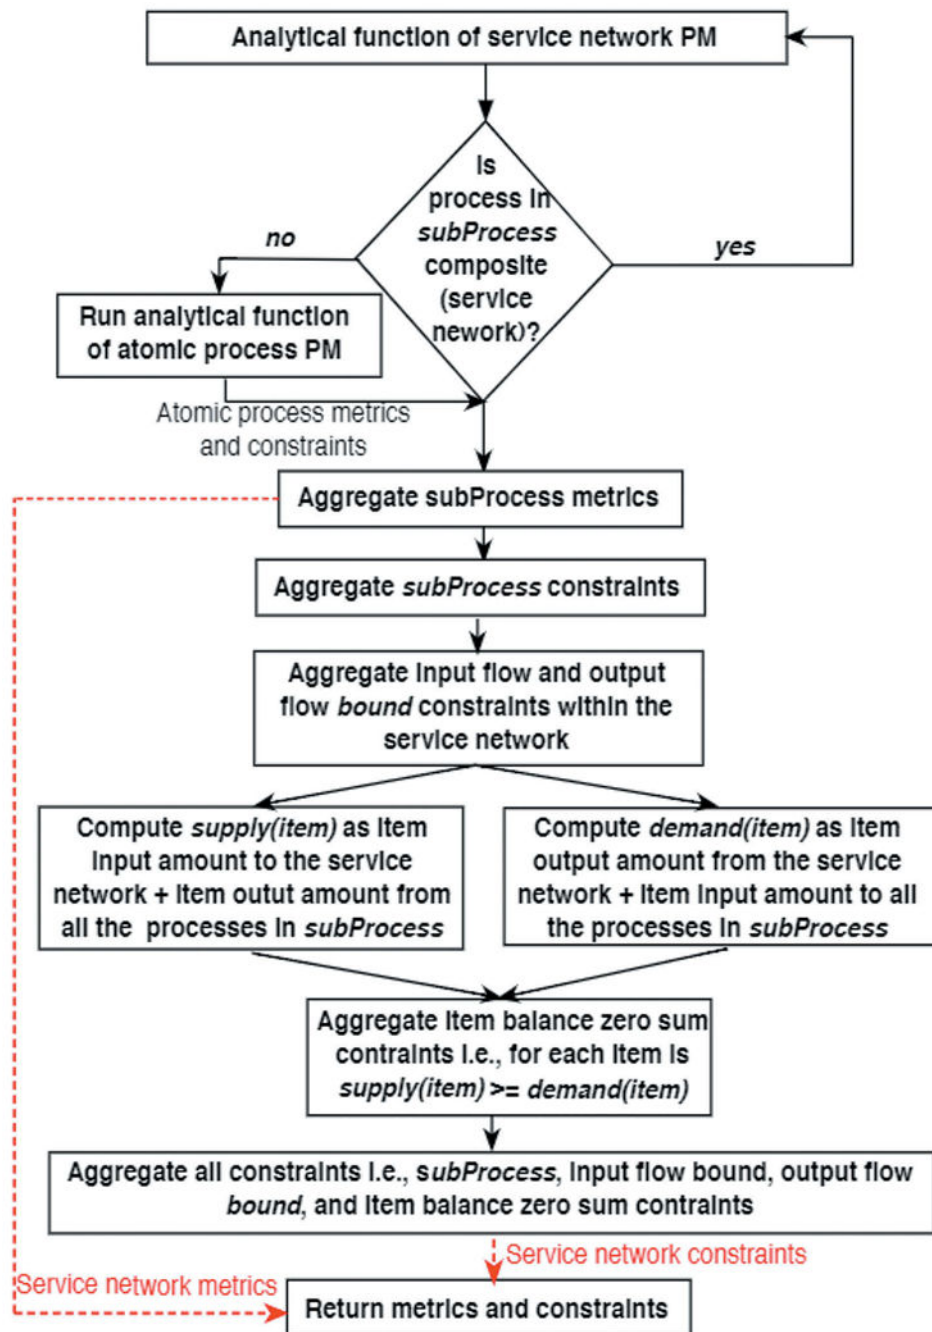 Analytical function of service network PM
Is
process in
subProcess
composite
(service
nework)?
no
yes
Run analytical function
of atomic process PM
Atomic process metrics
and constraints
Aggregate subProcess metrics
Aggregate subProcess constraints
Aggregate input flow and output
flow bound constraints within the
service network
Compute supply(item) as item
input amount to the service
network + item outut amount from
all the processes in subProcess
Compute demand(item) as item
output amount from the service
network + item input amount to all
the processes in subProcess
Aggregate item balance zero sum
contraints i.e., for each item is
supply(item) >= demand(item)
Aggregate all constraints i.e., subProcess, input flow bound, output flow
bound, and item balance zero sum contraints
Service network constraints
Service network metrics
Return metrics and constraints